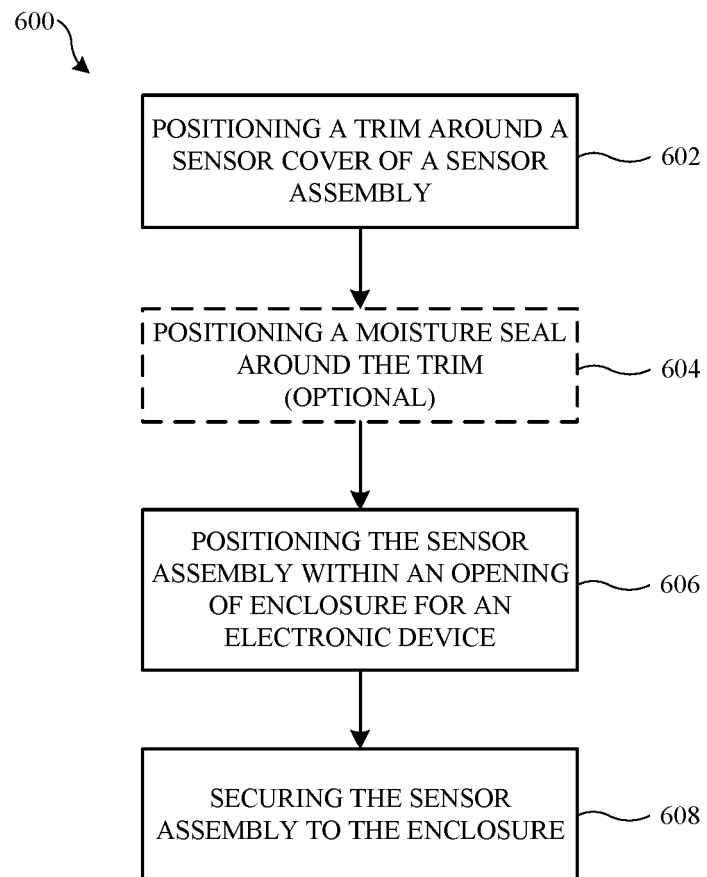 600
POSITIONING A TRIM AROUND A
SENSOR COVER OF A SENSOR
ASSEMBLY
602
POSITIONING A MOISTURE SEAL
AROUND THE TRIM
(OPTIONAL)
604
POSITIONING THE SENSOR
ASSEMBLY WITHIN AN OPENING
OF ENCLOSURE FOR AN
ELECTRONIC DEVICE
606
SECURING THE SENSOR
ASSEMBLY TO THE ENCLOSURE
608